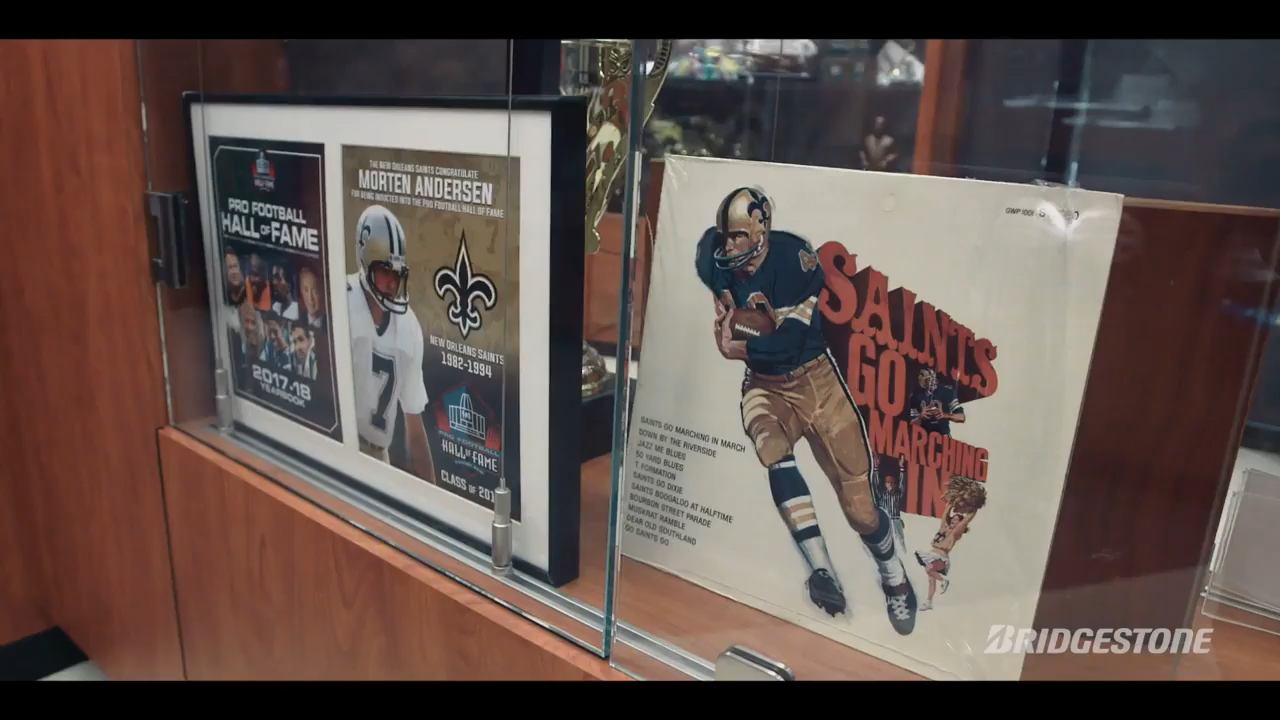 PRO FOOTBALL
HALL OF FAME
2017-18
YEARBOOK
THE NEW ORLEANS SAINTS CONGRATULATE
MORTEN ANDERSEN
FOR BEING INDUCTED INTO THE PRO FOOTBALL HALL OF FAME
7
NEW ORLEANS SAINTS
1982-1994
HALL OF FAME
CLASS OF
SAINTS
GO
MARCHING
IN
SAINTS GO MARCHING IN MARCH
DOWN BY THE RIVERSIDE
JAZZ ME BLUES
50 YARD BLUES
T. FORMATION
SAINTS GO DIXIE
SAINTS BOOGALOO AT HALFTIME
BOURBON STREET PARADE
MUSKRAT RAMBLE
DEAR OLD SOUTHLAND
GO SAINTS GO
BRIDGESTONE